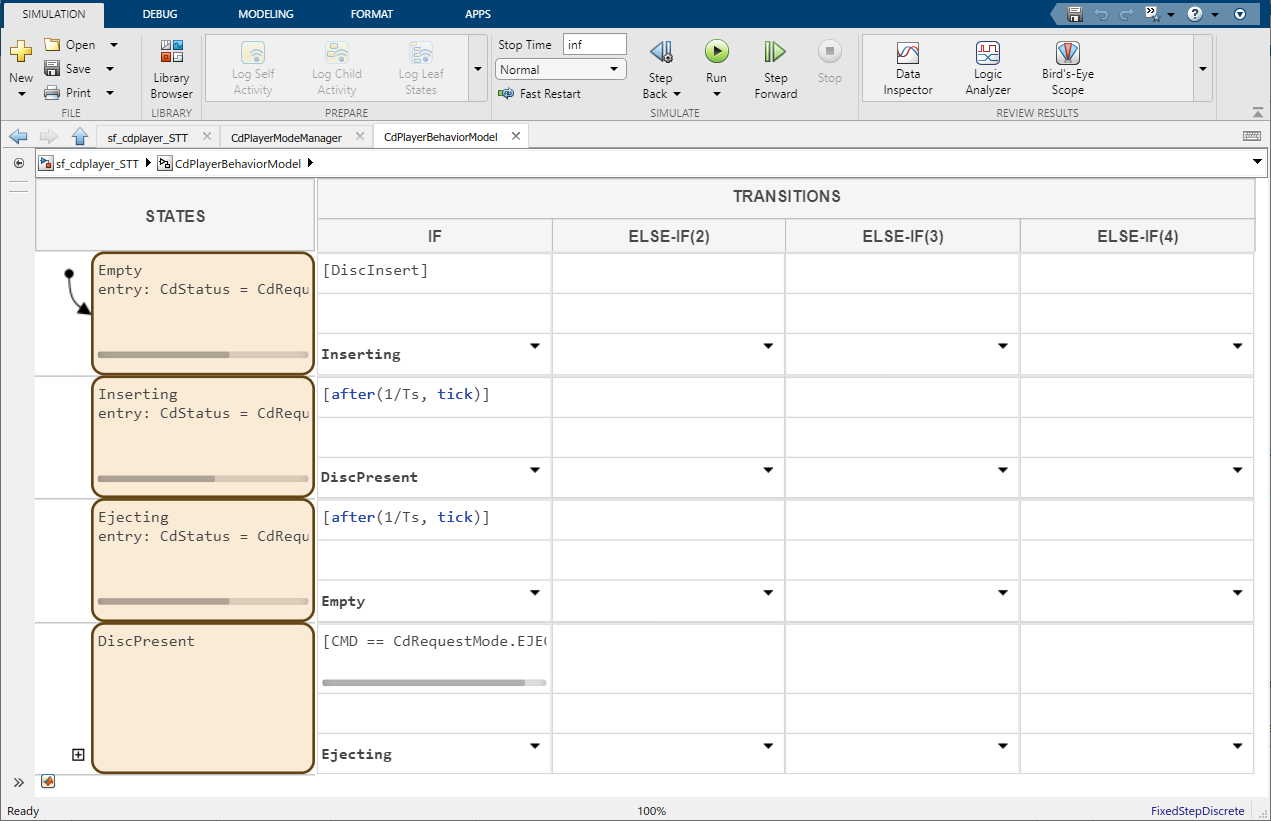 SIMULATION DEBUG MODELING FORMAT APPS
New Open Save Print
FILE
Library Browser
LIBRARY
Log Self Activity Log Child Activity Log Leaf States
PREPARE
Stop Time inf
Normal
Fast Restart
Step Back Run Step Forward Stop
SIMULATE
Data Inspector Logic Analyzer Bird's-Eye Scope
REVIEW RESULTS
sf_cdplayer_STT CdPlayerModeManager CdPlayerBehaviorModel
sf_cdplayer_STT CdPlayerBehaviorModel
STATES TRANSITIONS
IF ELSE-IF(2) ELSE-IF(3) ELSE-IF(4)
Empty [DiscInsert]
entry: CdStatus = CdRequ
Inserting
Inserting [after(1/Ts, tick)]
entry: CdStatus = CdRequ
DiscPresent
Ejecting [after(1/Ts, tick)]
entry: CdStatus = CdRequ
Empty
DiscPresent [CMD == CdRequestMode.EJE
Ejecting
Ready 100% FixedStepDiscrete